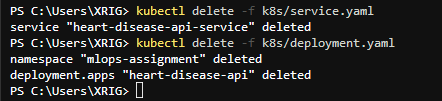 PS C:\Users\XRIG> kubectl delete -f k8s/service.yaml
service "heart-disease-api-service" deleted
PS C:\Users\XRIG> kubectl delete -f k8s/deployment.yaml
namespace "mlops-assignment" deleted
deployment.apps "heart-disease-api" deleted
PS C:\Users\XRIG>